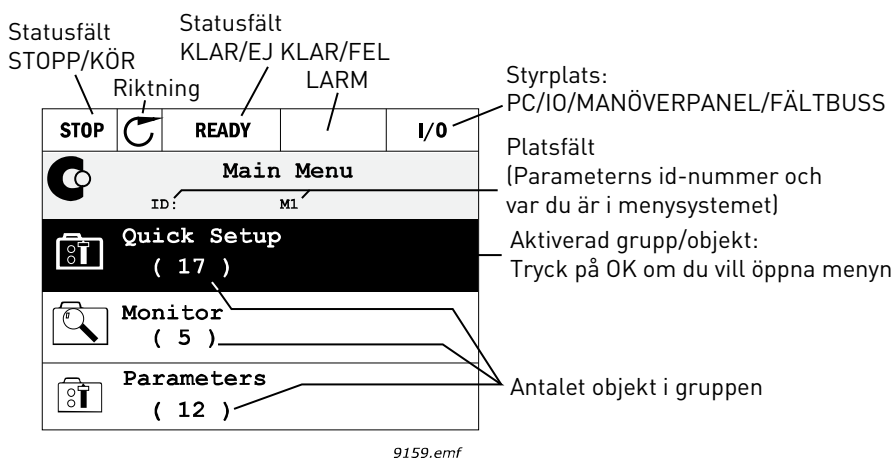 Statusfält
STOPP/KÖR
Riktning
Statusfält
KLAR/EJ KLAR/FEL
LARM
Styrplats:
PC/IO/MANÖVERPANEL/FÄLTBUSS
STOP READY I/O
Main Menu
ID: M1
Platsfält
(Parameterns id-nummer och
var du är i menysystemet)
Quick Setup
( 17 )
Aktiverad grupp/objekt:
Tryck på OK om du vill öppna menyn
Monitor
( 5 )
Parameters
( 12 )
Antalet objekt i gruppen
9159.emf